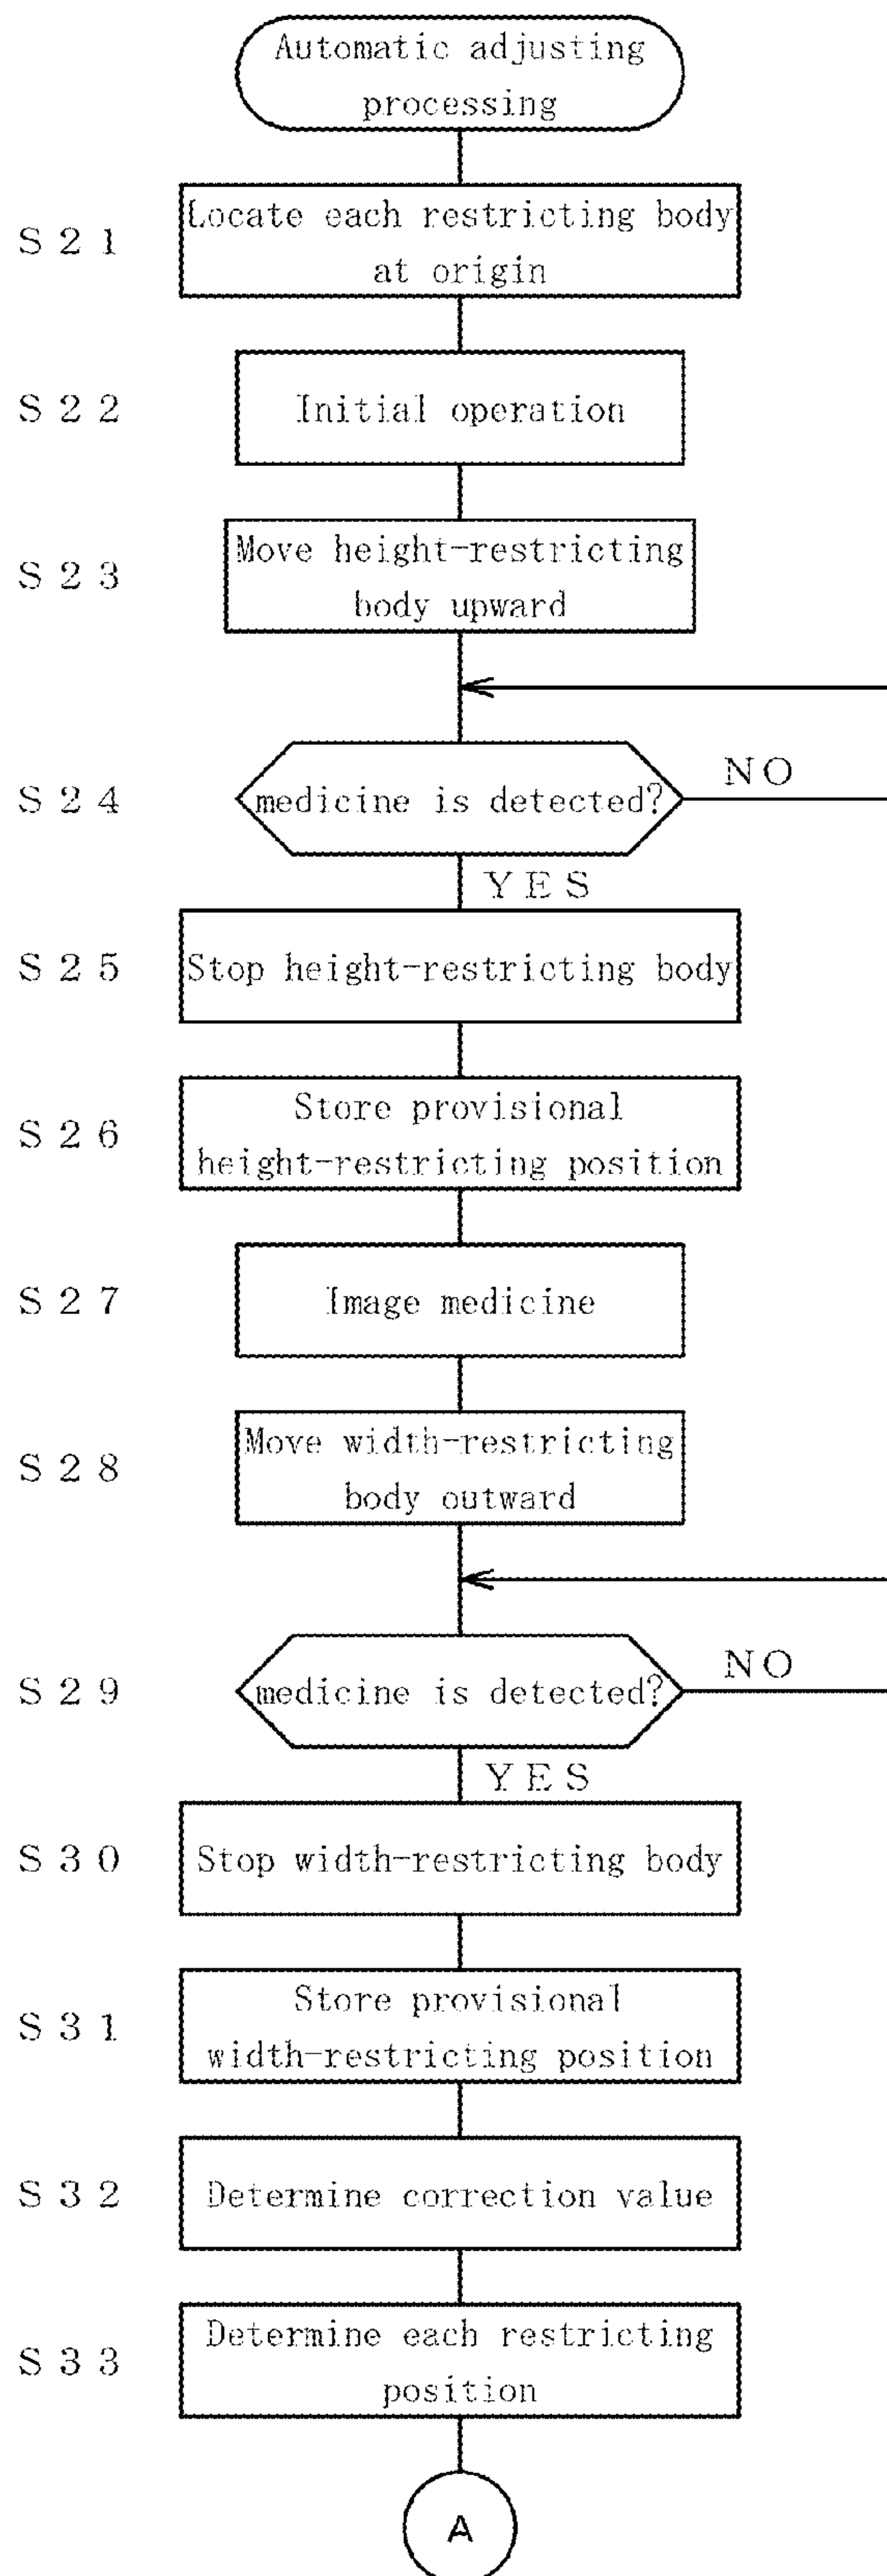 Automatic adjusting
processing
S21
Locate each restricting body
at origin
S22
Initial operation
S23
Move height-restricting
body upward
S24
medicine is detected?
NO
YES
S25
Stop height-restricting body
S26
Store provisional
height-restricting position
S27
Image medicine
S28
Move width-restricting
body outward
S29
medicine is detected?
NO
YES
S30
Stop width-restricting body
S31
Store provisional
width-restricting position
S32
Determine correction value
S33
Determine each restricting
position
A